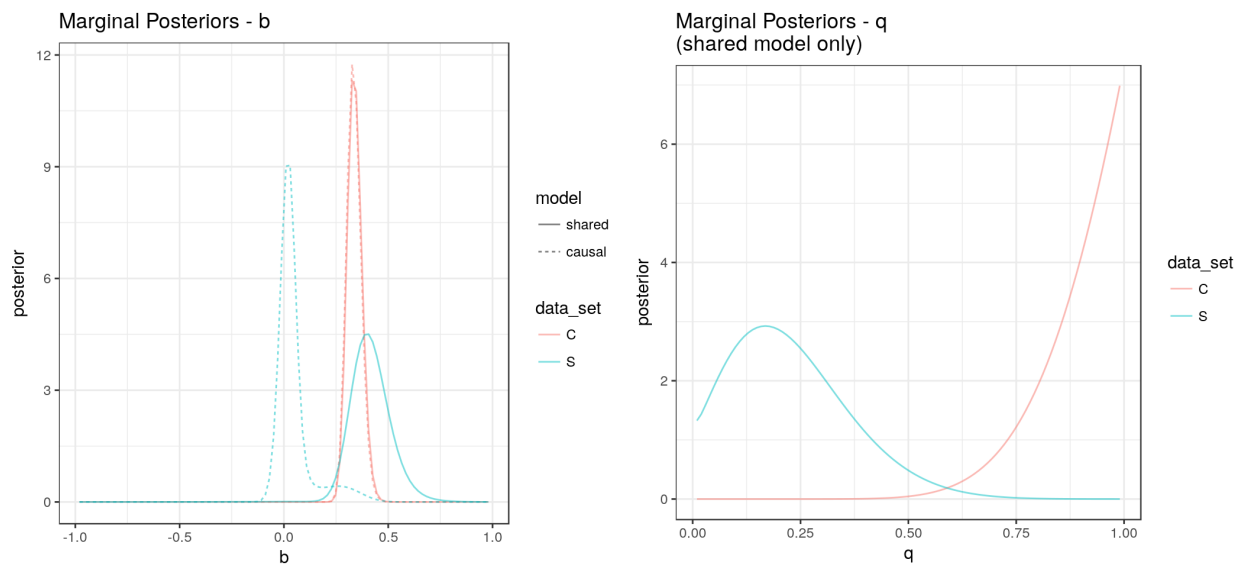 Marginal Posteriors - b
12
9
6
3
0
posterior
-1.0
-0.5
0.0
0.5
1.0
b
model
shared
causal
data_set
C
S
Marginal Posteriors - q
(shared model only)
6
4
2
0
posterior
0.00
0.25
0.50
0.75
1.00
q
data_set
C
S